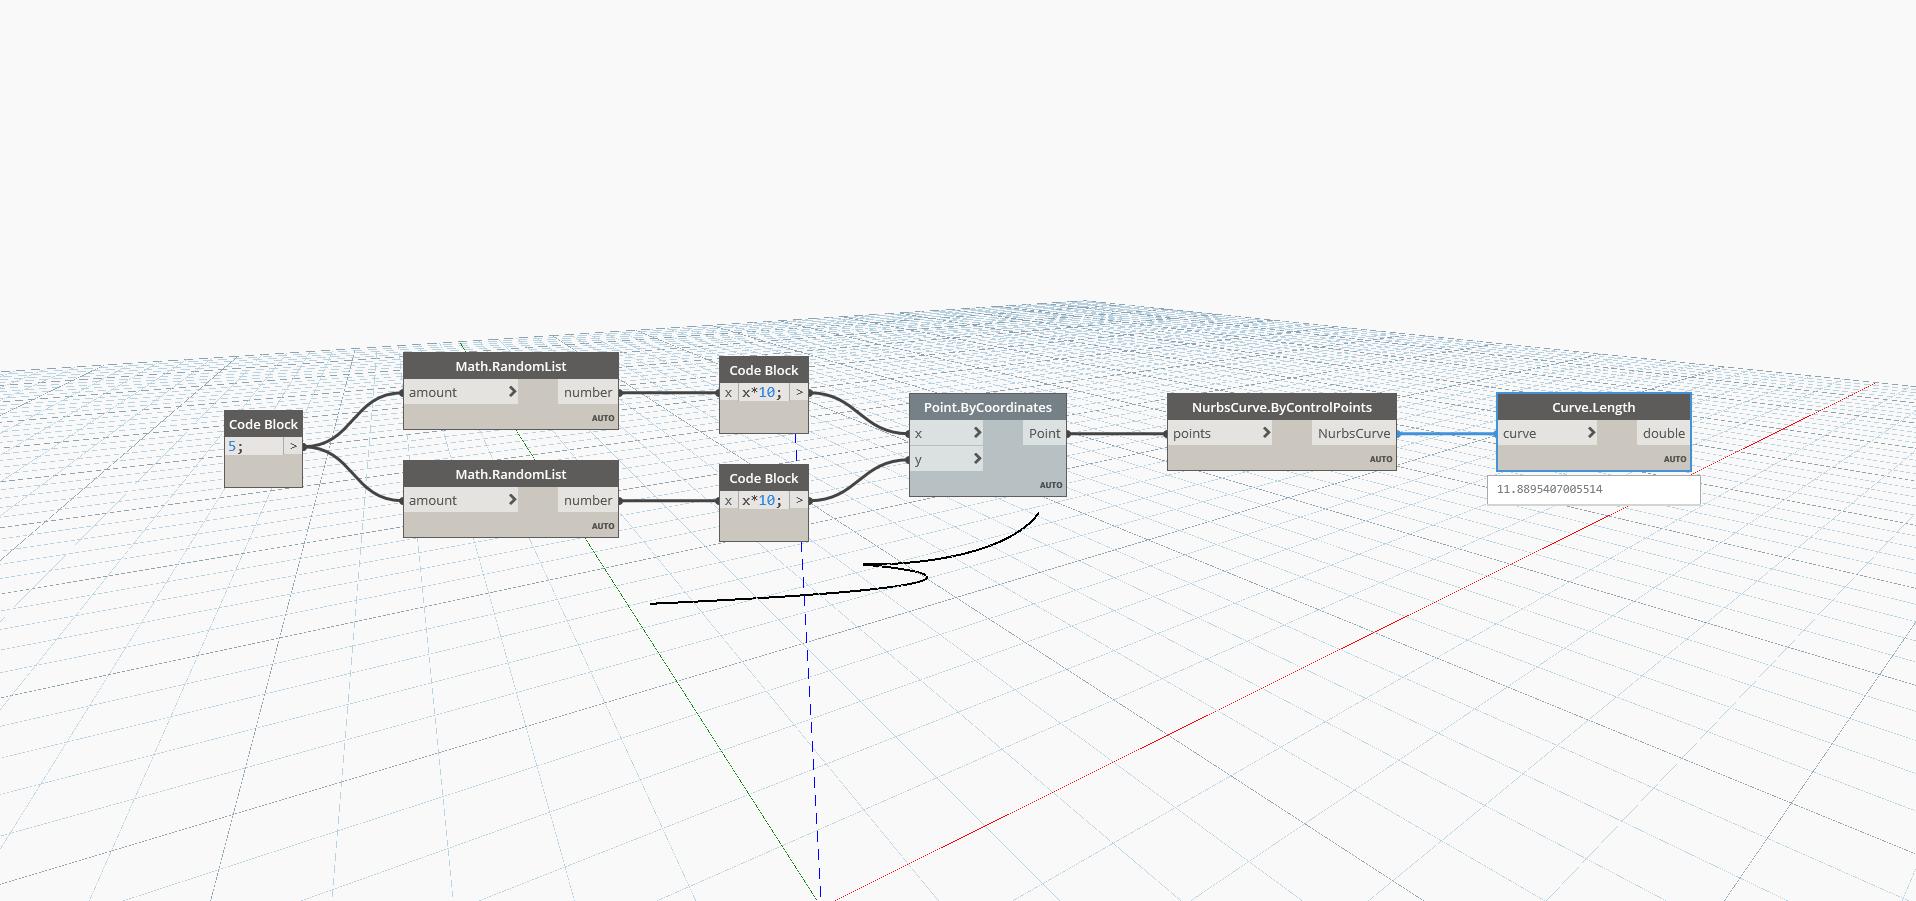 Code Block
5; >
Math.RandomList
amount > number
AUTO
Math.RandomList
amount > number
AUTO
Code Block
x x*10; >
Code Block
x x*10; >
Point.ByCoordinates
x > Point
y >
AUTO
NurbsCurve.ByControlPoints
points > NurbsCurve
AUTO
Curve.Length
curve > double
AUTO
11.8895407005514